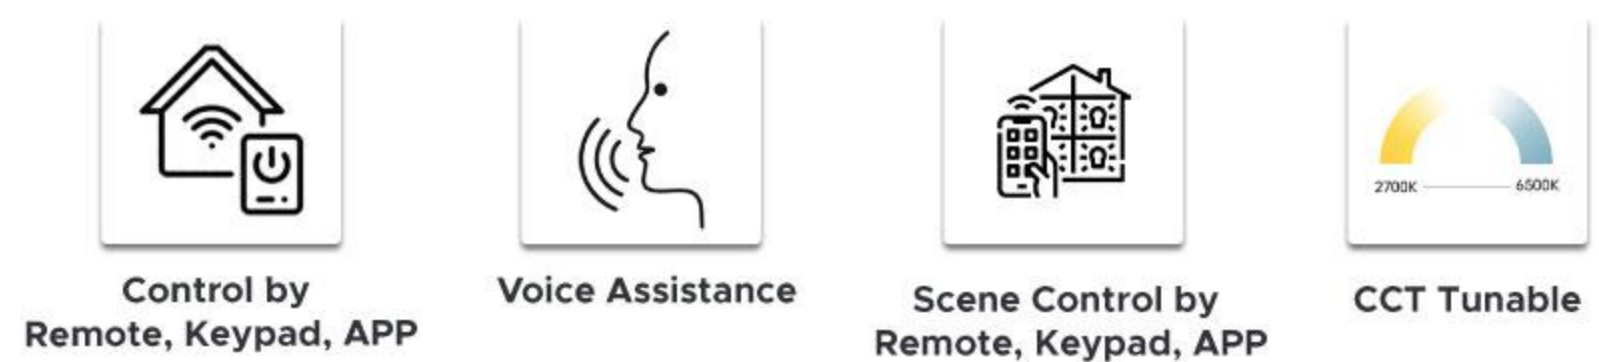 Control by
Remote, Keypad, APP
Voice Assistance
Scene Control by
Remote, Keypad, APP
2700K
6500K
CCT Tunable